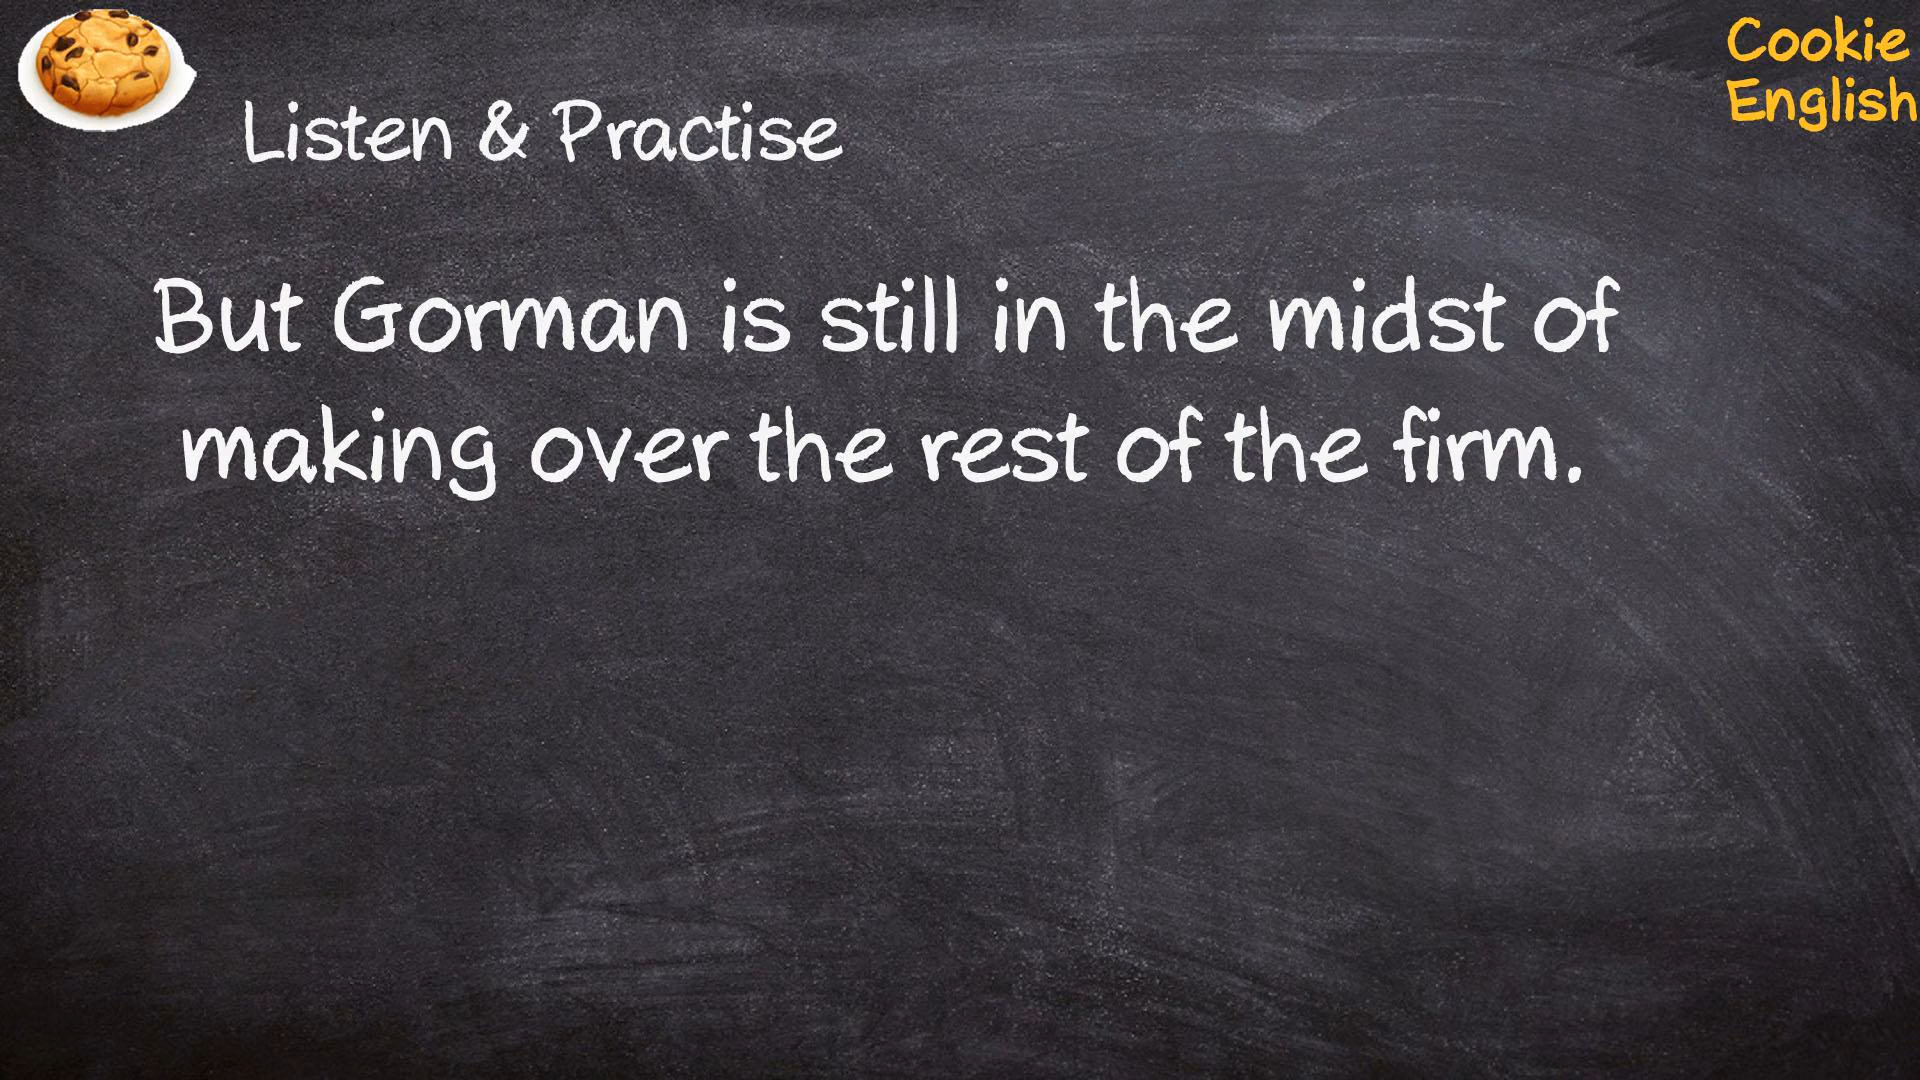 Cookie
English
Listen & Practise
But Gorman is still in the midst of
making over the rest of the firm.